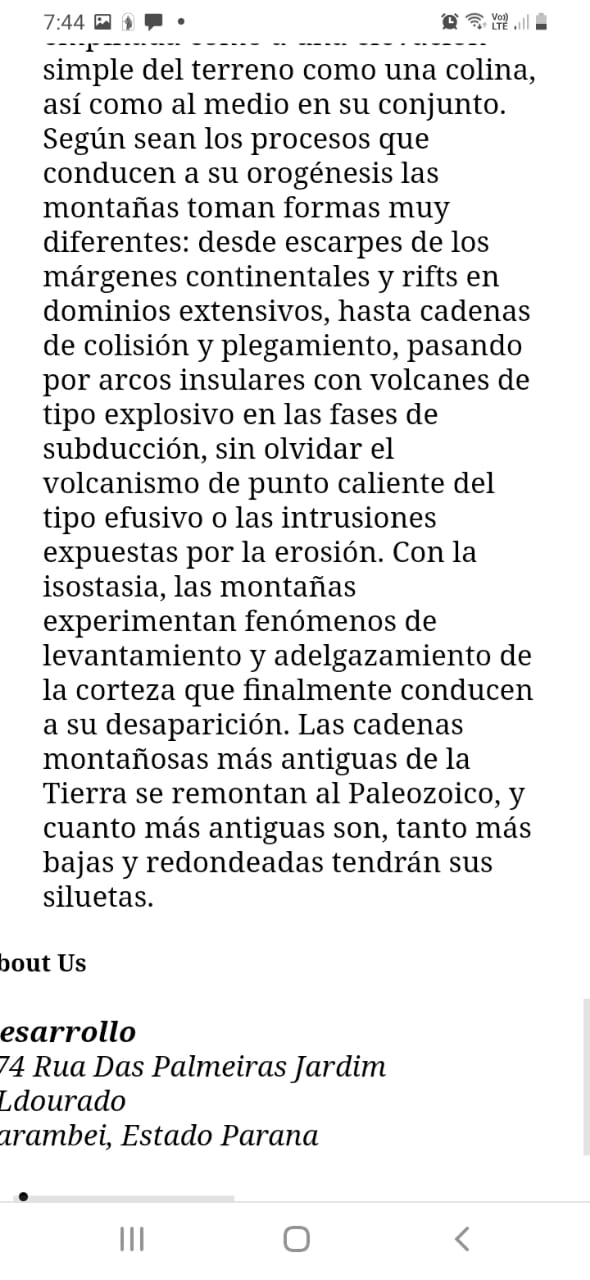 7:44
Vo))
LTE
simple del terreno como una colina,
así como al medio en su conjunto.
Según sean los procesos que
conducen a su orogénesis las
montañas toman formas muy
diferentes: desde escarpes de los
márgenes continentales y rifts en
dominios extensivos, hasta cadenas
de colisión y plegamiento, pasando
por arcos insulares con volcanes de
tipo explosivo en las fases de
subducción, sin olvidar el
volcanismo de punto caliente del
tipo efusivo o las intrusiones
expuestas por la erosión. Con la
isostasia, las montañas
experimentan fenómenos de
levantamiento y adelgazamiento de
la corteza que finalmente conducen
a su desaparición. Las cadenas
montañosas más antiguas de la
Tierra se remontan al Paleozoico, y
cuanto más antiguas son, tanto más
bajas y redondeadas tendrán sus
siluetas.
bout Us
esarrollo
74 Rua Das Palmeiras Jardim
Ldourado
arambei, Estado Parana